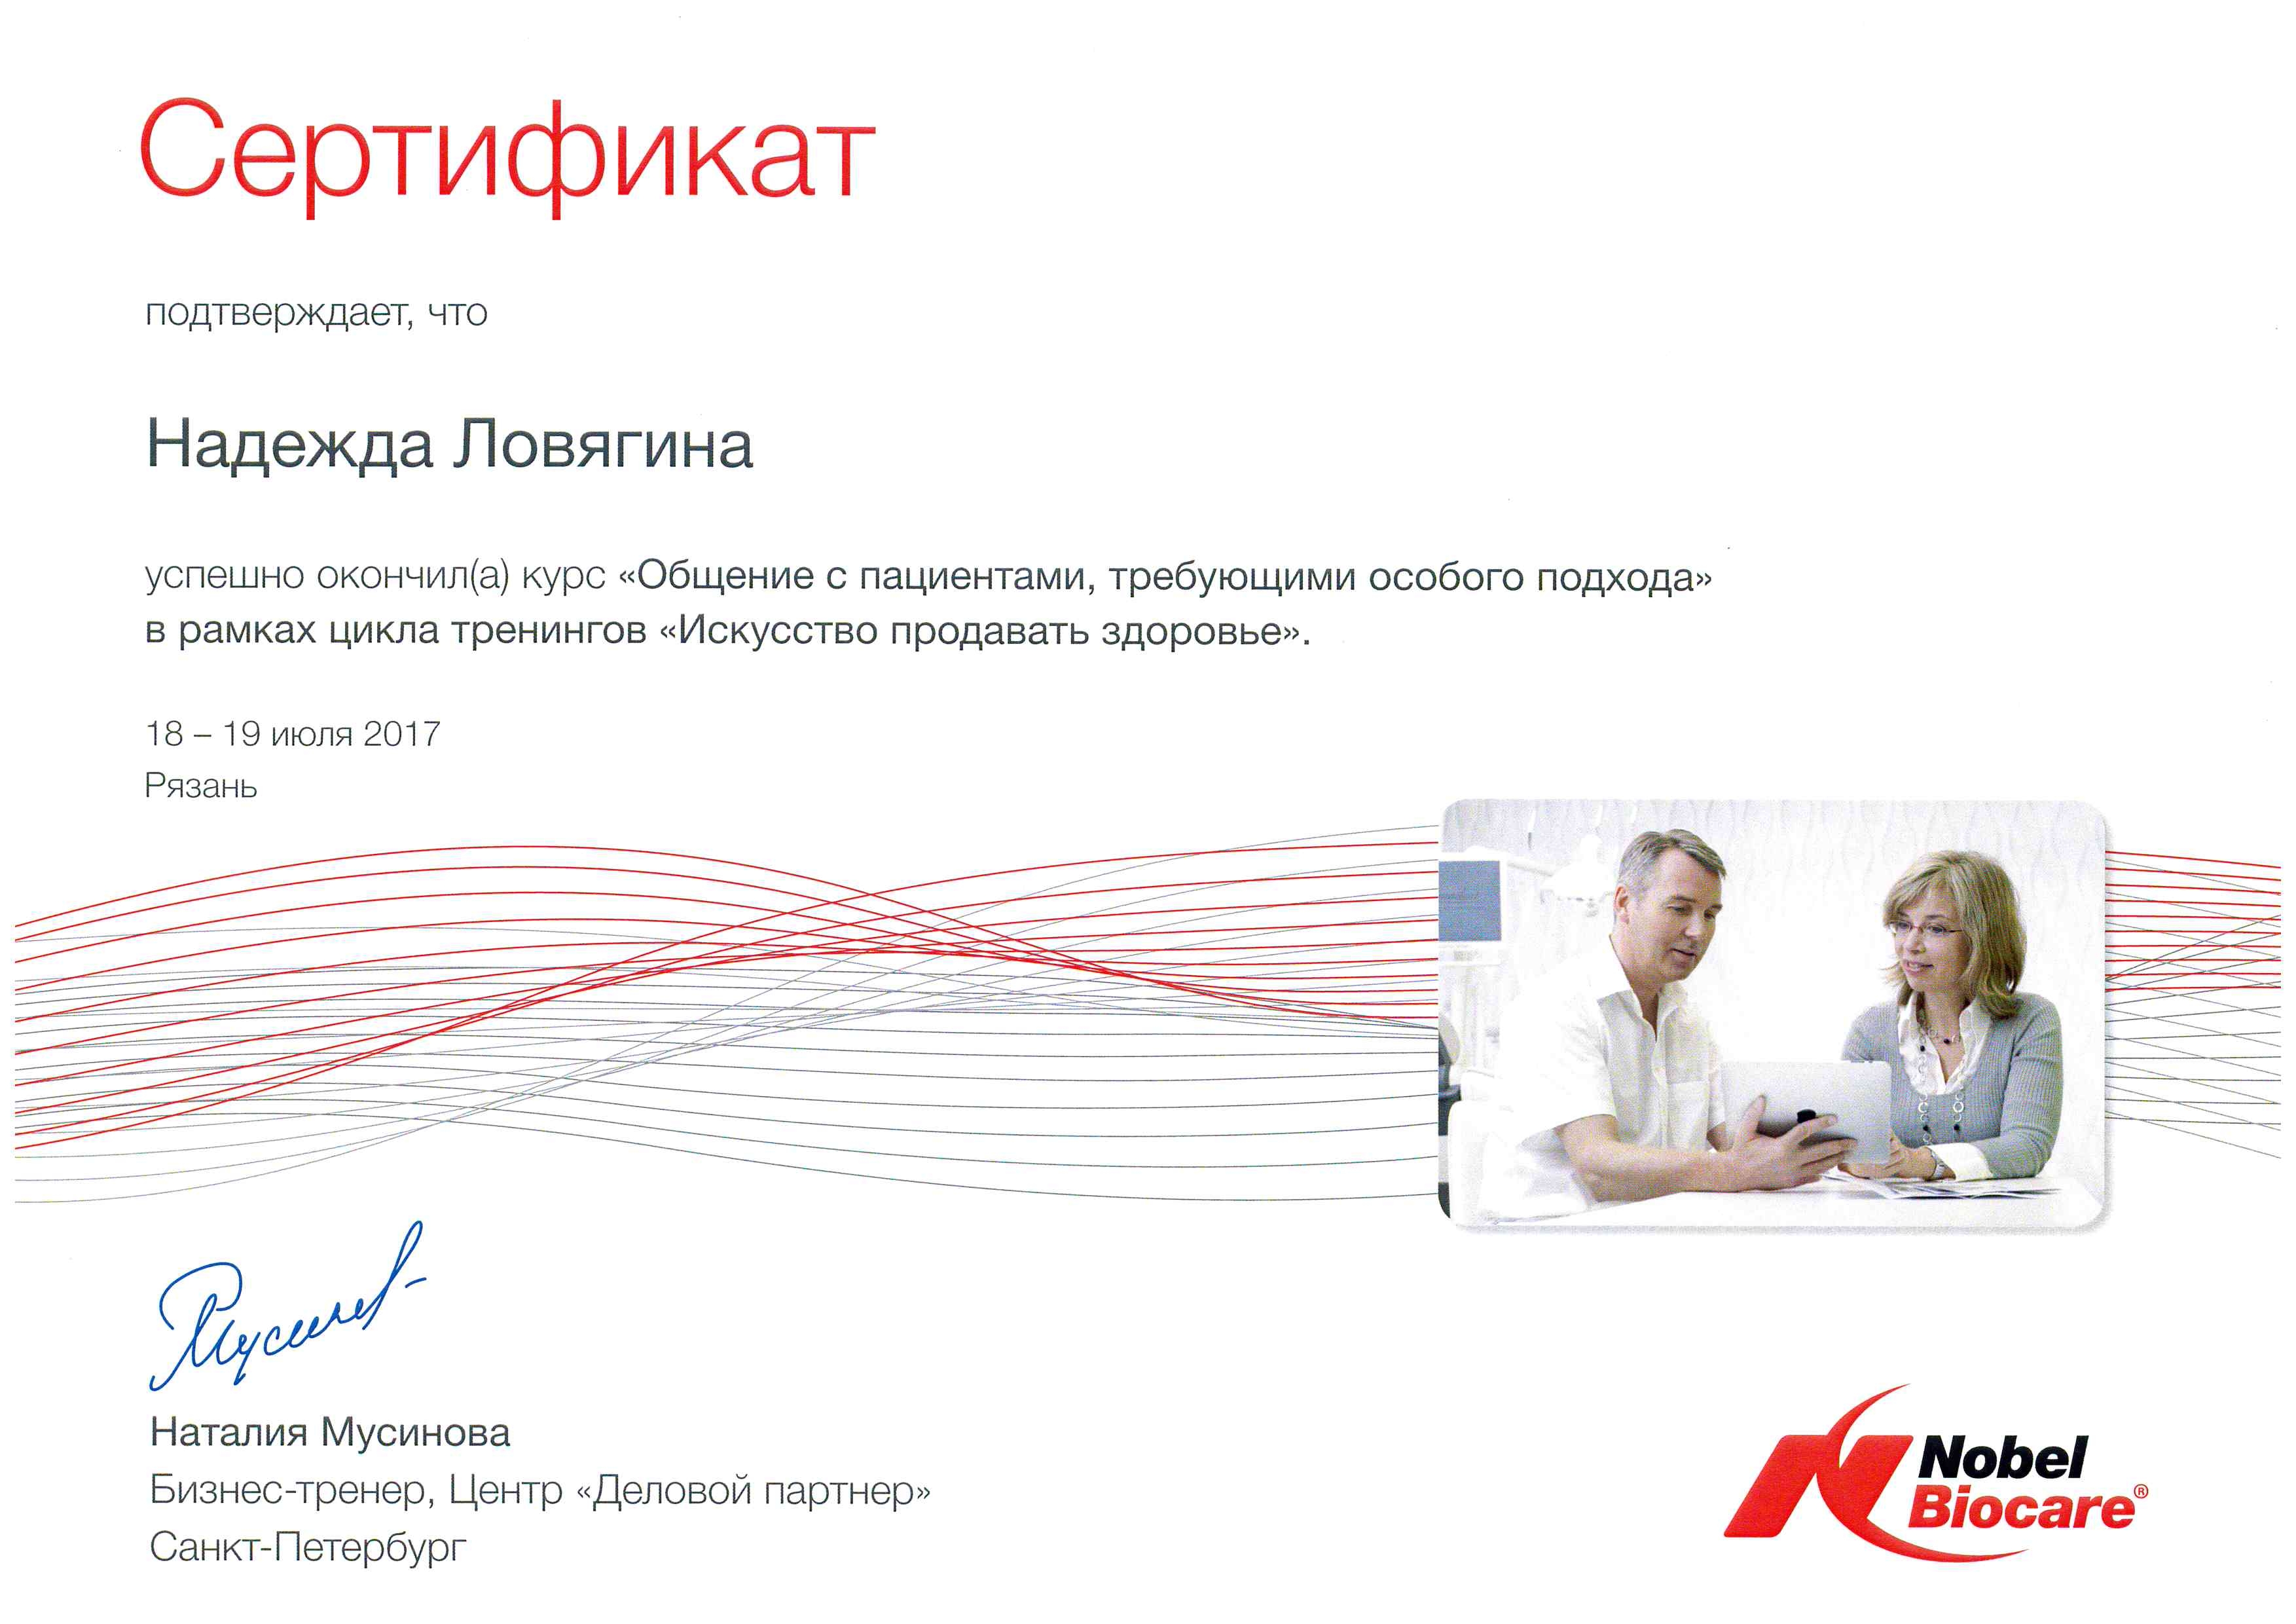 Сертификат
подтверждает, что
Надежда Ловягина
успешно окончил(а) курс «Общение с пациентами, требующими особого подхода»
в рамках цикла тренингов «Искусство продавать здоровье».
18 – 19 июля 2017
Рязань
Мусинов
Наталия Мусинова
Бизнес-тренер, Центр «Деловой партнер»
Санкт-Петербург
Nobel
Biocare®